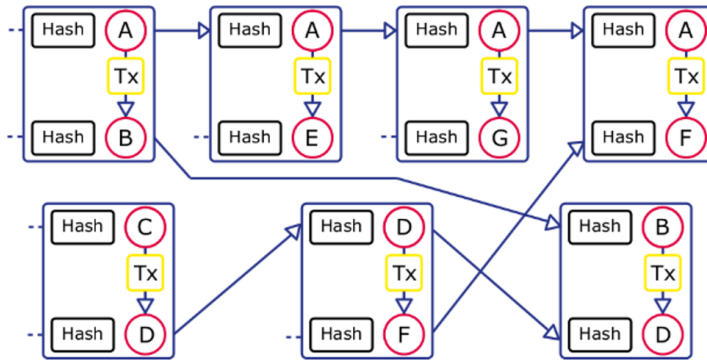 Hash A Hash A Hash A Hash A
Tx Tx Tx Tx
Hash B Hash E Hash G Hash F
Hash C Hash D Hash B
Tx Tx Tx
Hash D Hash F Hash D